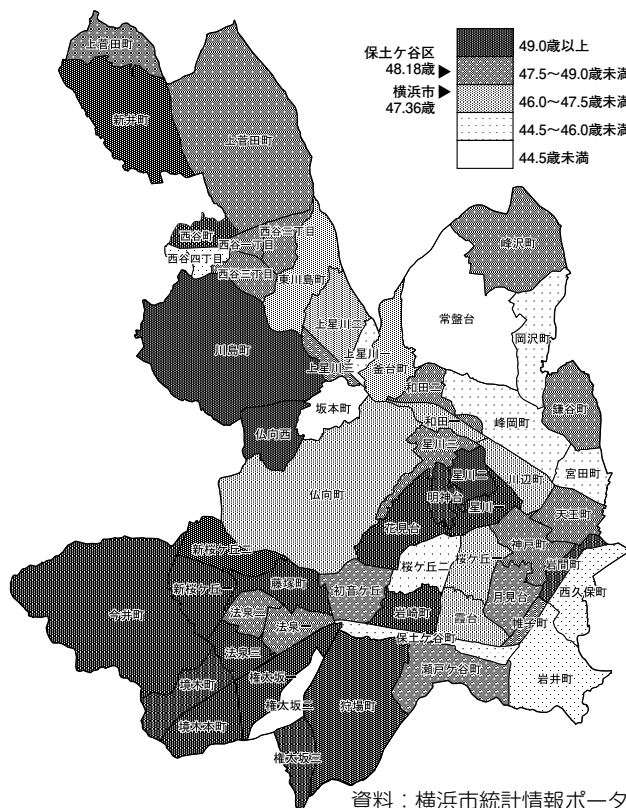 保土ケ谷区
48.18歳
横浜市
47.36歳
49.0歳以上
47.5～49.0歳未満
46.0～47.5歳未満
44.5～46.0歳未満
44.5歳未満
上菅田町
新井町
上菅田町
西谷町
西谷二丁目
西谷一丁目
西谷四丁目
西谷三丁目
東川島町
峰沢町
常盤台
岡沢町
上星川二
上星川一
上星川三
釜台町
川島町
坂本町
和田二
和田一
鎌谷町
峰岡町
仏向西
星川三
宮田町
仏向町
星川二
川辺町
明神台
星川一
天王町
花見台
神戸町
新桜ケ丘二
桜ケ丘二
桜ケ丘一
岩間町
新桜ケ丘一
藤塚町
初音ケ丘
月見台
西久保町
今井町
法泉二
岩崎町
霞台
帷子町
法泉一
保土ケ谷町
法泉三
瀬戸ケ谷町
権太坂一
境木町
岩井町
権太坂二
狩場町
境木本町
権太坂三
資料：横浜市統計情報ポータ